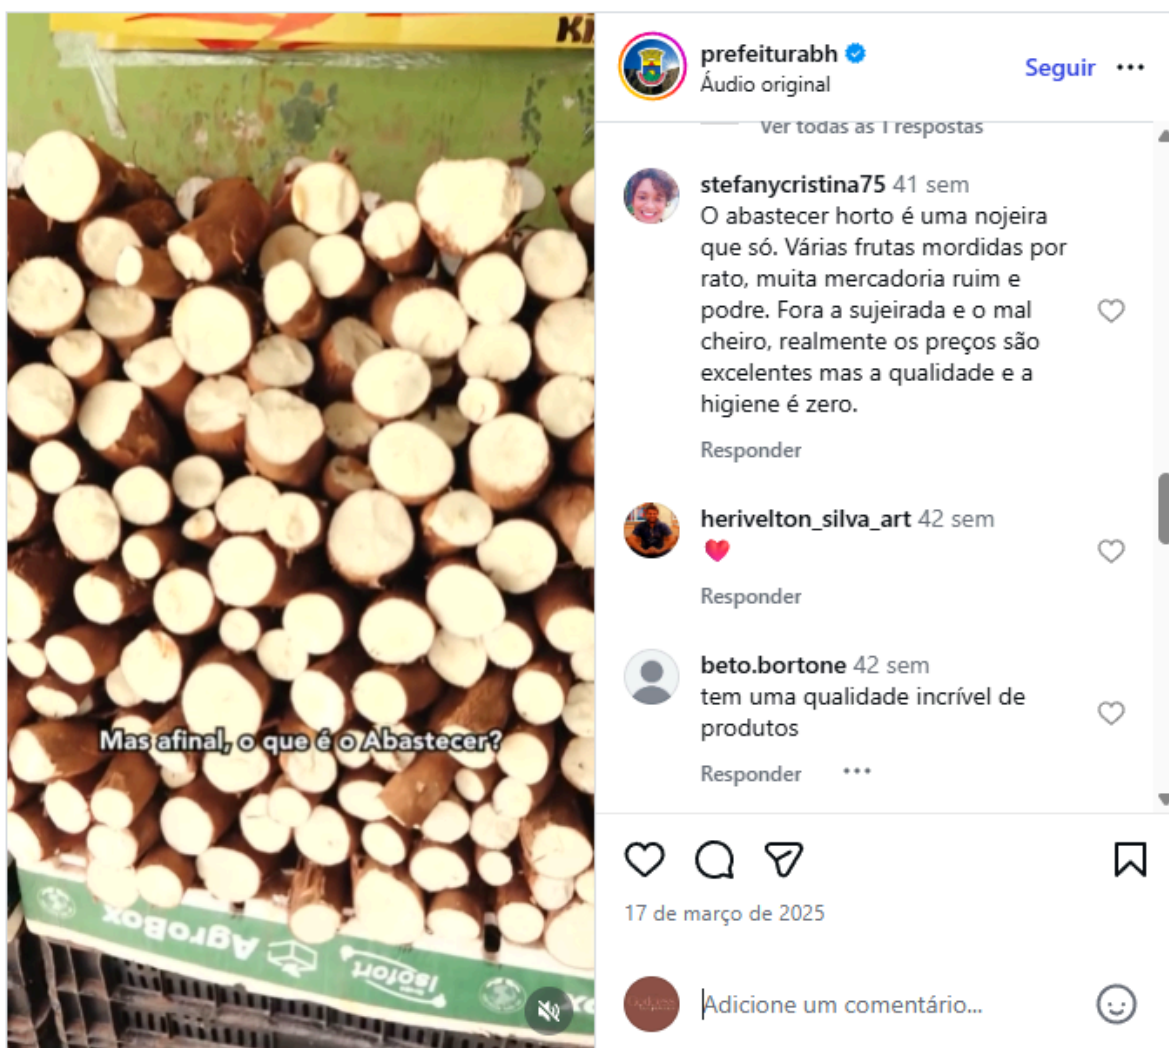 Ki
Mas afinal, o que é o Abastecer?
AgroBox
isofort
prefeiturabh
Áudio original
Seguir
Ver todas as 1 respostas
stefanycristina75 41 sem
O abastecer horto é uma nojeira
que só. Várias frutas mordidas por
rato, muita mercadoria ruim e
podre. Fora a sujeirada e o mal
cheiro, realmente os preços são
excelentes mas a qualidade e a
higiene é zero.
Responder
herivelton_silva_art 42 sem
Responder
beto.bortone 42 sem
tem uma qualidade incrível de
produtos
Responder
17 de março de 2025
Adicione um comentário...